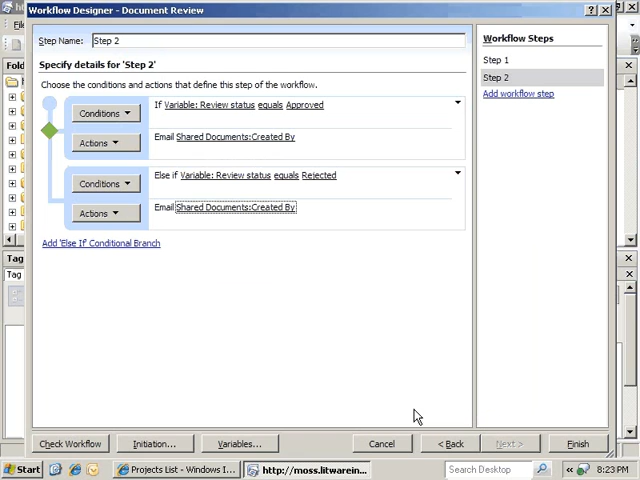 Workflow Designer - Document Review
Step Name: Step 2
Specify details for 'Step 2'
Choose the conditions and actions that define this step of the workflow.
Conditions
If Variable: Review status equals Approved
Actions
Email Shared Documents:Created By
Conditions
Else if Variable: Review status equals Rejected
Actions
Email Shared Documents:Created By
Add 'Else If' Conditional Branch
Workflow Steps
Step 1
Step 2
Add workflow step
Check Workflow
Initiation...
Variables...
Cancel
< Back
Next >
Finish
Tag
Start
Projects List - Windows I...
http://moss.litwarein...
Search Desktop
«
8:23 PM